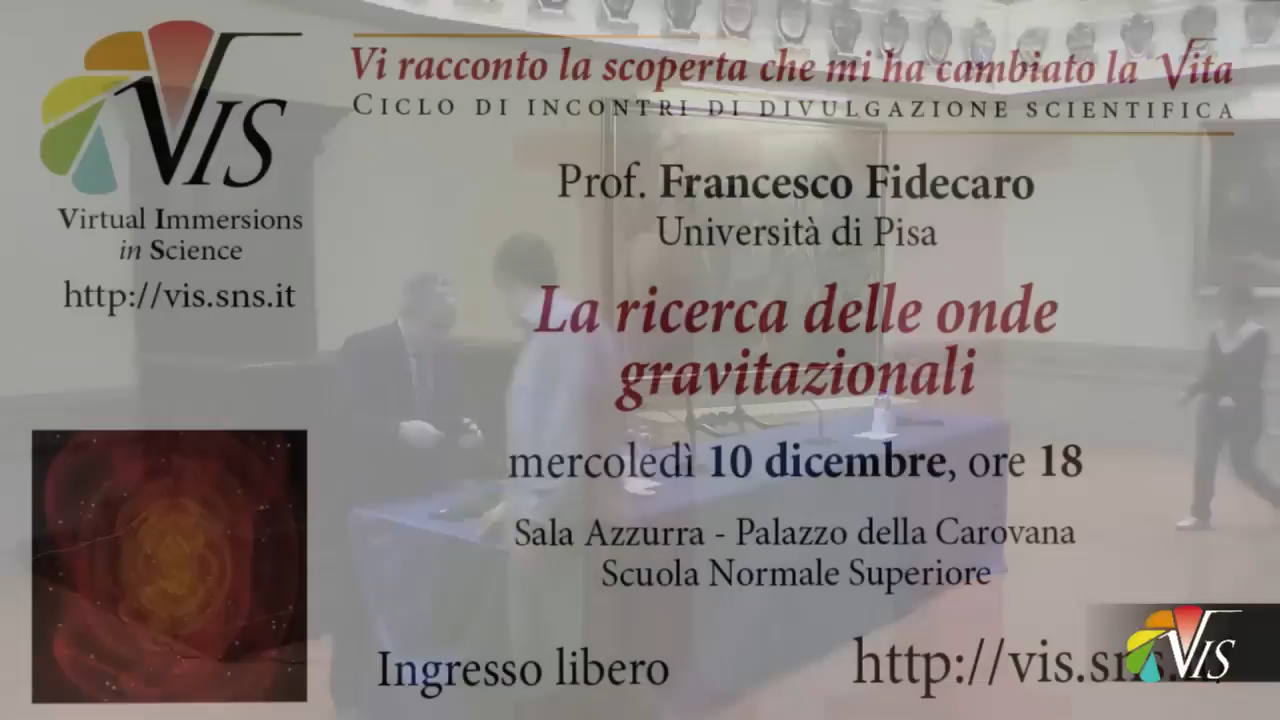 VIS
Virtual Immersions
in Science
http://vis.sns.it
Vi racconto la scoperta che mi ha cambiato la Vita
CICLO DI INCONTRI DI DIVULGAZIONE SCIENTIFICA
Prof. Francesco Fidecaro
Università di Pisa
La ricerca delle onde
gravitazionali
mercoledì 10 dicembre, ore 18
Sala Azzurra - Palazzo della Carovana
Scuola Normale Superiore
Ingresso libero
VIS